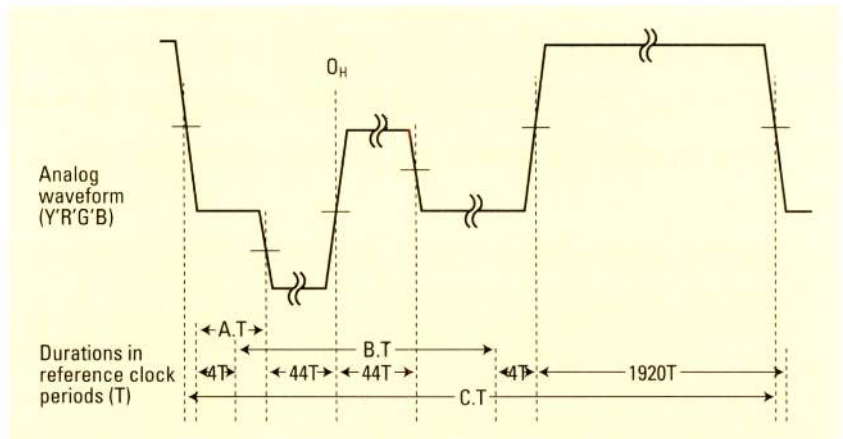 O_H
Analog
waveform
(Y'R'G'B)
A.T
B.T
Durations in
reference clock
periods (T)
4T 44T 44T 4T 1920T
C.T